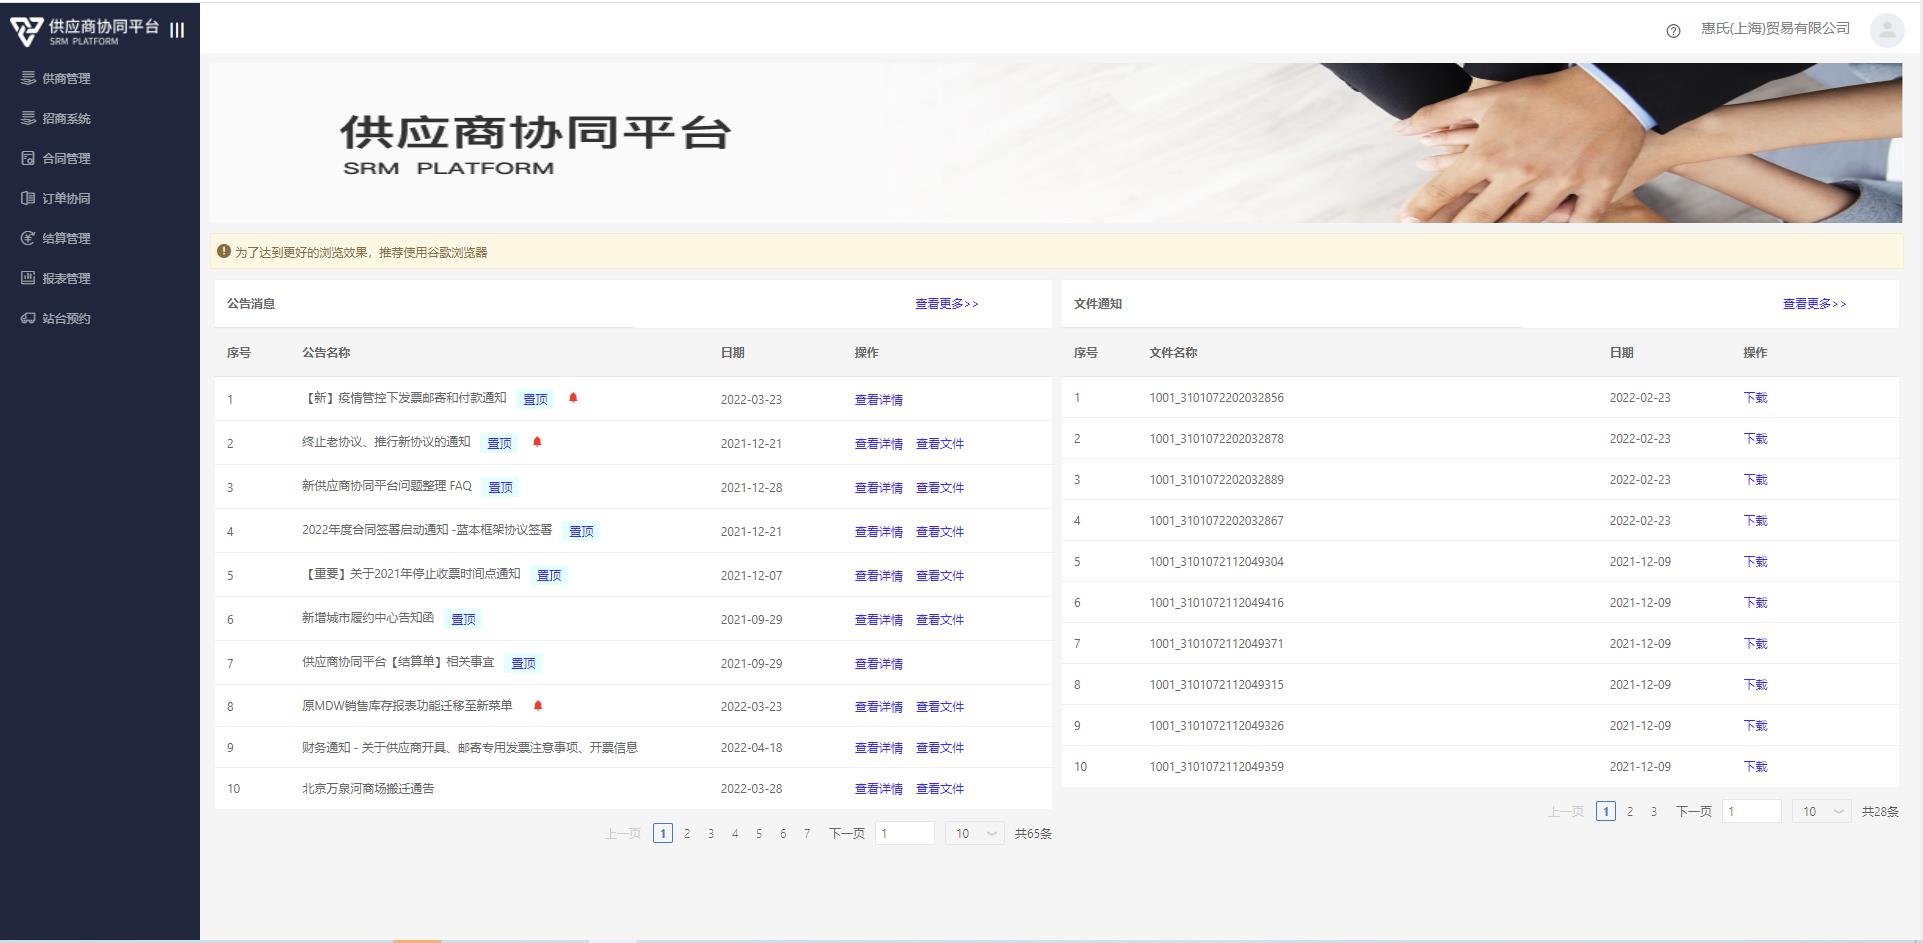 供应商协同平台
SRM PLATFORM
惠氏(上海)贸易有限公司
供商管理
招商系统
合同管理
订单协同
结算管理
报表管理
站台预约
供应商协同平台
SRM PLATFORM
为了达到更好的浏览效果，推荐使用谷歌浏览器
公告消息 查看更多>>
序号 公告名称 日期 操作
1 【新】疫情管控下发票邮寄和付款通知 置顶 2022-03-23 查看详情
2 终止老协议、推行新协议的通知 置顶 2021-12-21 查看详情 查看文件
3 新供应商协同平台问题整理 FAQ 置顶 2021-12-28 查看详情 查看文件
4 2022年度合同签署启动通知 -蓝本框架协议签署 置顶 2021-12-21 查看详情 查看文件
5 【重要】关于2021年停止收票时间点通知 置顶 2021-12-07 查看详情 查看文件
6 新增城市履约中心告知函 置顶 2021-09-29 查看详情 查看文件
7 供应商协同平台【结算单】相关事宜 置顶 2021-09-29 查看详情
8 原MDW销售库存报表功能迁移至新菜单 2022-03-23 查看详情 查看文件
9 财务通知 - 关于供应商开具、邮寄专用发票注意事项、开票信息 2022-04-18 查看详情 查看文件
10 北京万泉河商场搬迁通告 2022-03-28 查看详情 查看文件
上一页 1 2 3 4 5 6 7 下一页 1 10 共65条
文件通知 查看更多>>
序号 文件名称 日期 操作
1 1001_3101072202032856 2022-02-23 下载
2 1001_3101072202032878 2022-02-23 下载
3 1001_3101072202032889 2022-02-23 下载
4 1001_3101072202032867 2022-02-23 下载
5 1001_3101072112049304 2021-12-09 下载
6 1001_3101072112049416 2021-12-09 下载
7 1001_3101072112049371 2021-12-09 下载
8 1001_3101072112049315 2021-12-09 下载
9 1001_3101072112049326 2021-12-09 下载
10 1001_3101072112049359 2021-12-09 下载
上一页 1 2 3 下一页 1 10 共28条